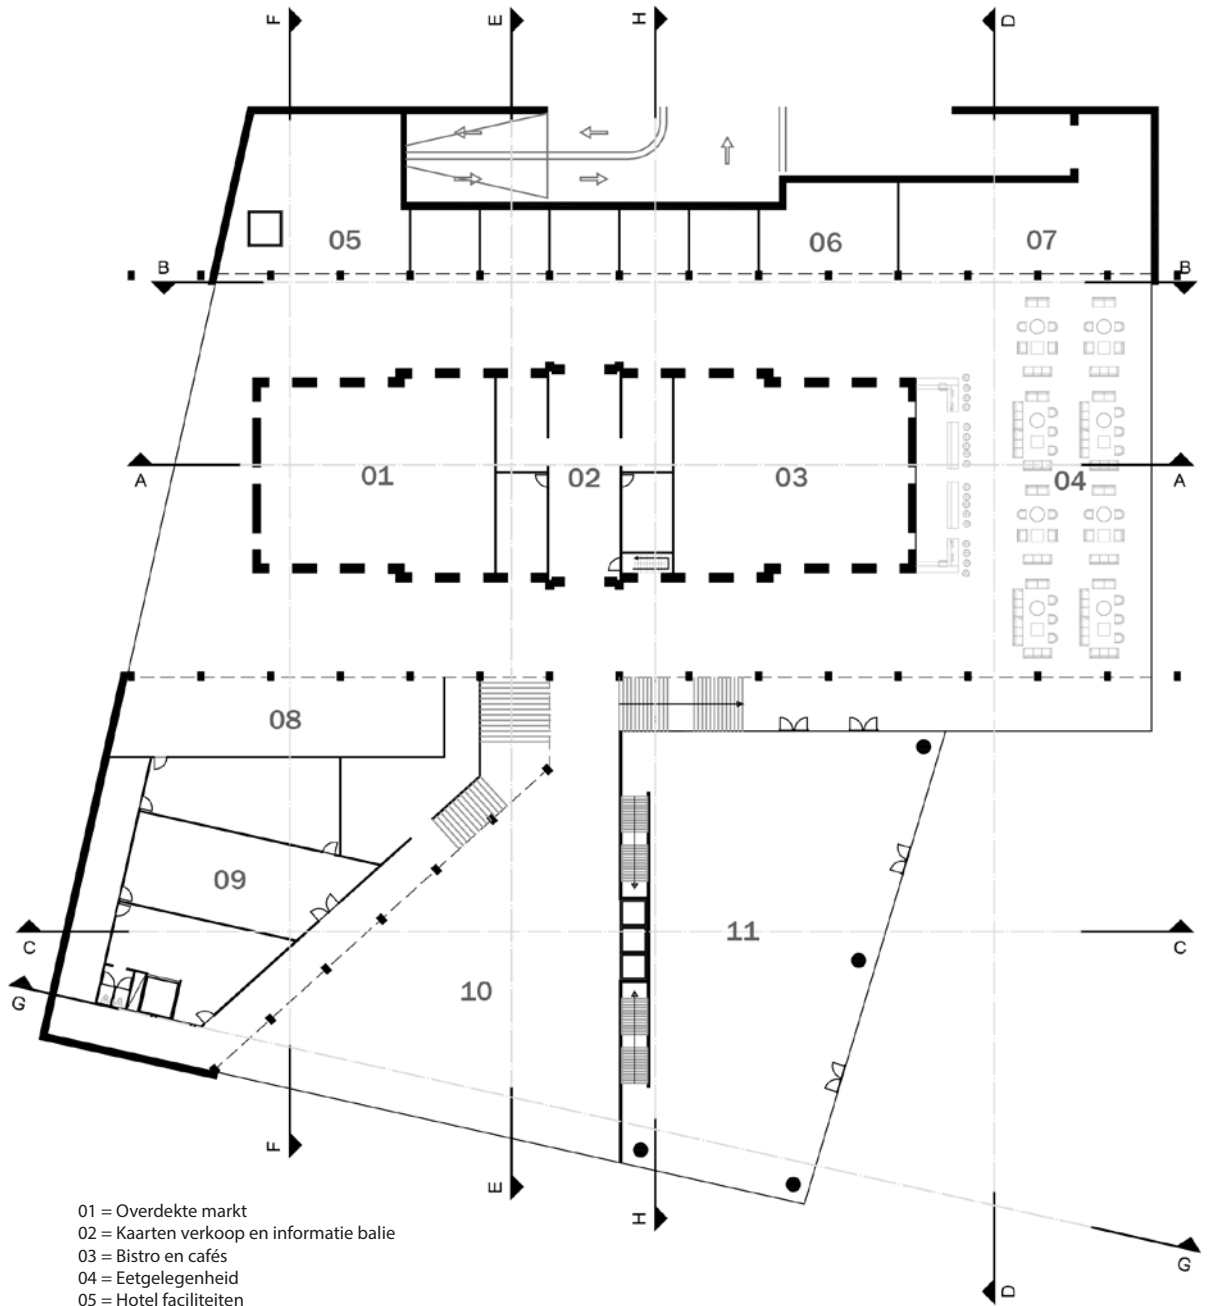 F E H D
05 06 07
B B
01 02 03 04
A A
08
09
C 11 C
G 10
F
E
H
G
D
01 = Overdekte markt
02 = Kaarten verkoop en informatie balie
03 = Bistro en cafés
04 = Eetgelegenheid
05 = Hotel faciliteiten